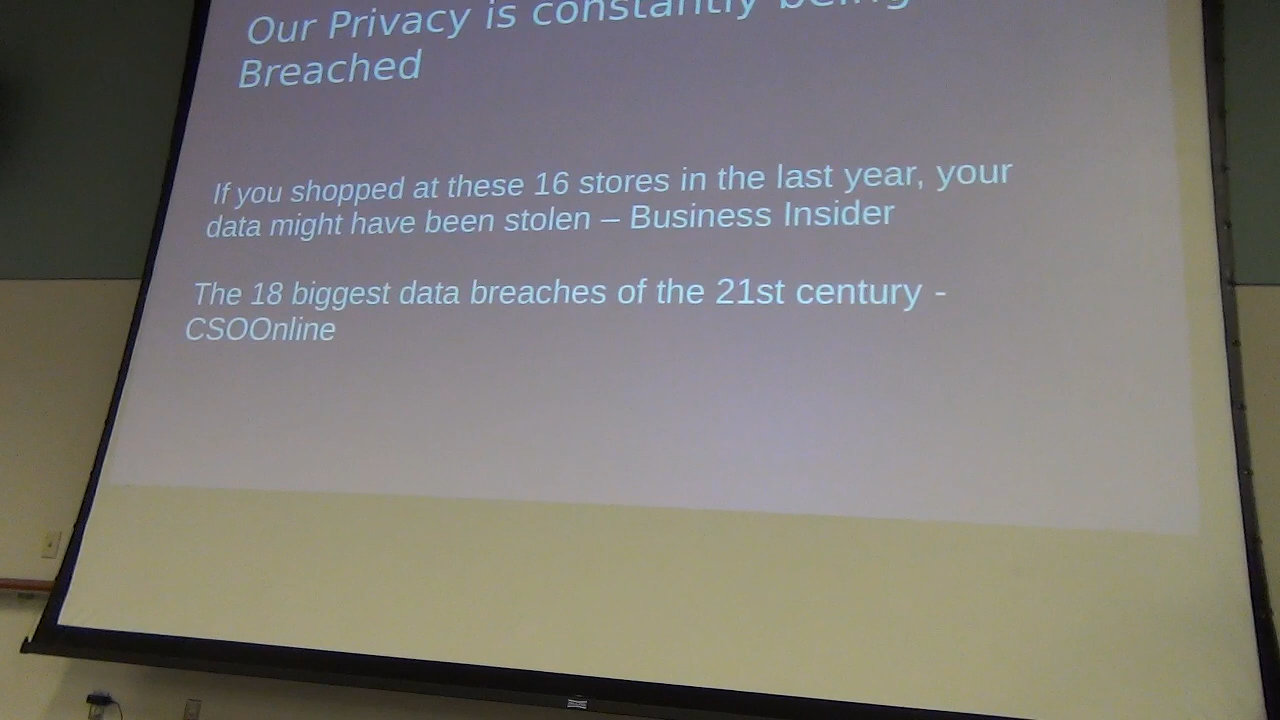 Our Privacy is constantly being
Breached
If you shopped at these 16 stores in the last year, your
data might have been stolen – Business Insider
The 18 biggest data breaches of the 21st century -
CSOOnline